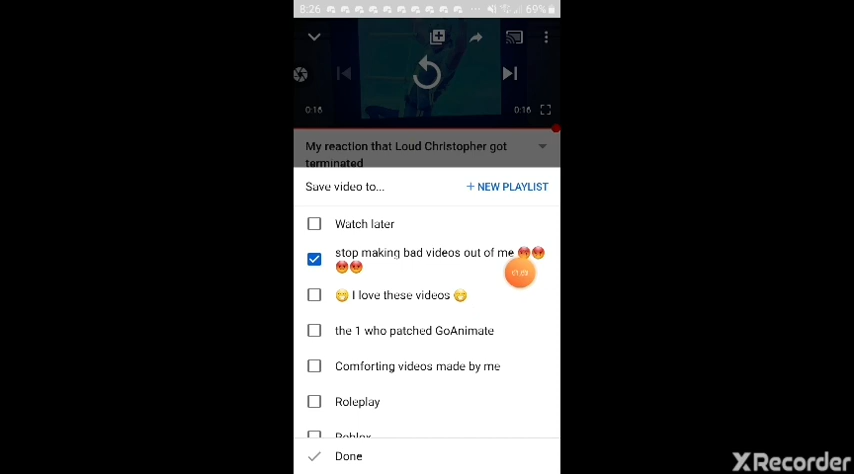 8:26
69%
0:16
0:16
My reaction that Loud Christopher got
terminated
Save video to...
+ NEW PLAYLIST
Watch later
stop making bad videos out of me 😡😡
😡😡
😁 I love these videos 😁
the 1 who patched GoAnimate
Comforting videos made by me
Roleplay
Roblox
Done
XRecorder